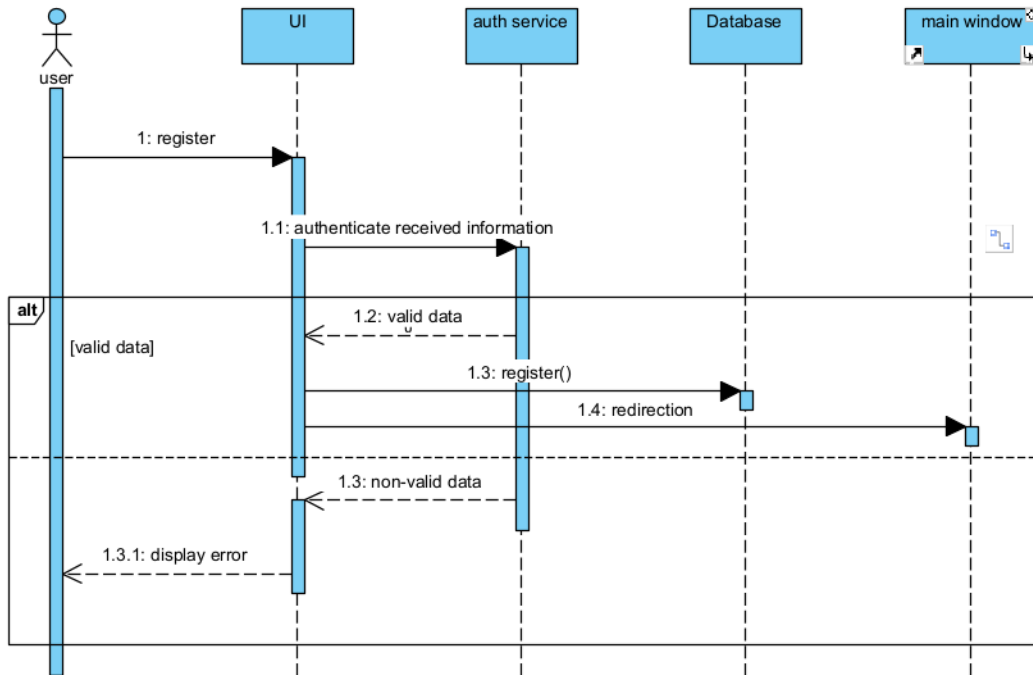 UI
auth service
Database
main window
user
1: register
1.1: authenticate received information
alt
1.2: valid data
[valid data]
1.3: register()
1.4: redirection
1.3: non-valid data
1.3.1: display error